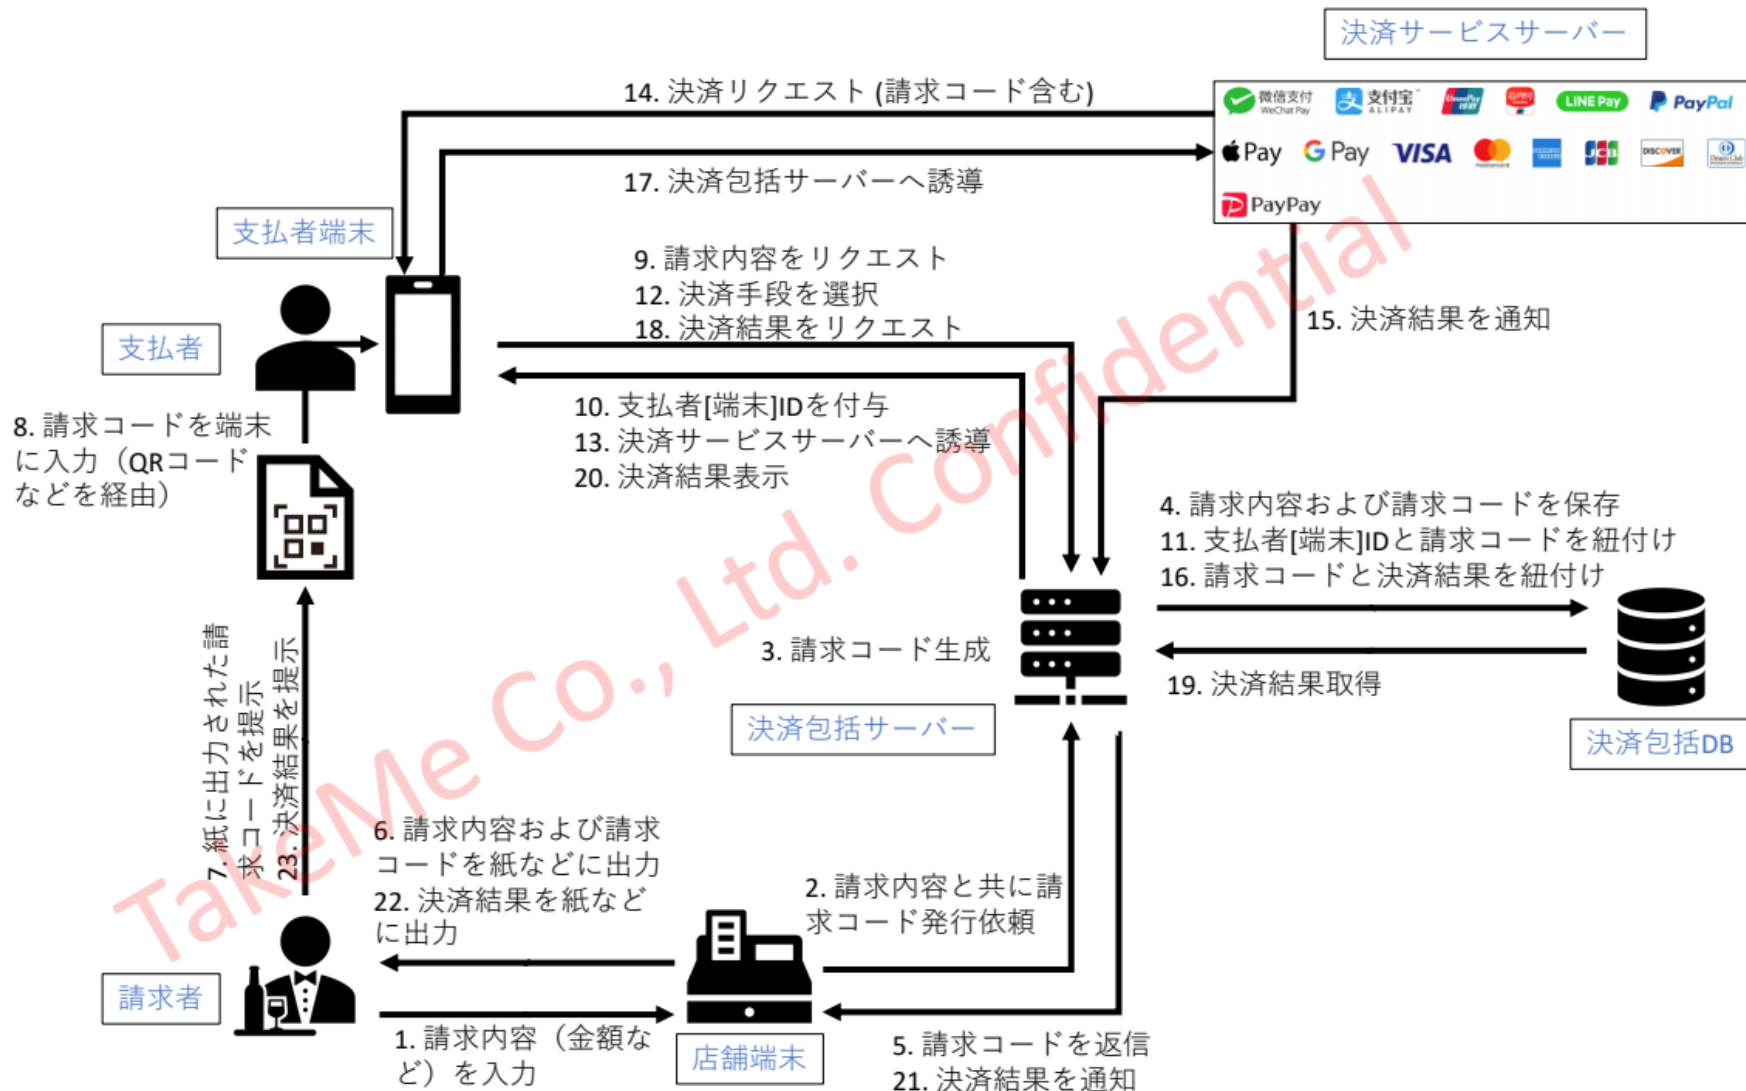 決済サービスサーバー
14. 決済リクエスト (請求コード含む)
微信支付
WeChat Pay
支付宝
ALIPAY
UnionPay
LINE Pay
PayPal
Pay
G Pay
VISA
mastercard
JCB
DISCOVER
PayPay
17. 決済包括サーバーへ誘導
支払者端末
9. 請求内容をリクエスト
12. 決済手段を選択
18. 決済結果をリクエスト
15. 決済結果を通知
支払者
10. 支払者[端末]IDを付与
13. 決済サービスサーバーへ誘導
20. 決済結果表示
8. 請求コードを端末
に入力（QRコード
などを経由）
4. 請求内容および請求コードを保存
11. 支払者[端末]IDと請求コードを紐付け
16. 請求コードと決済結果を紐付け
3. 請求コード生成
19. 決済結果取得
決済包括サーバー
決済包括DB
7. 紙に出力された請
求コードを提示
23. 決済結果を提示
6. 請求内容および請求
コードを紙などに出力
22. 決済結果を紙など
に出力
2. 請求内容と共に請
求コード発行依頼
請求者
1. 請求内容（金額な
ど）を入力
店舗端末
5. 請求コードを返信
21. 決済結果を通知
TakeMe Co., Ltd. Confidential